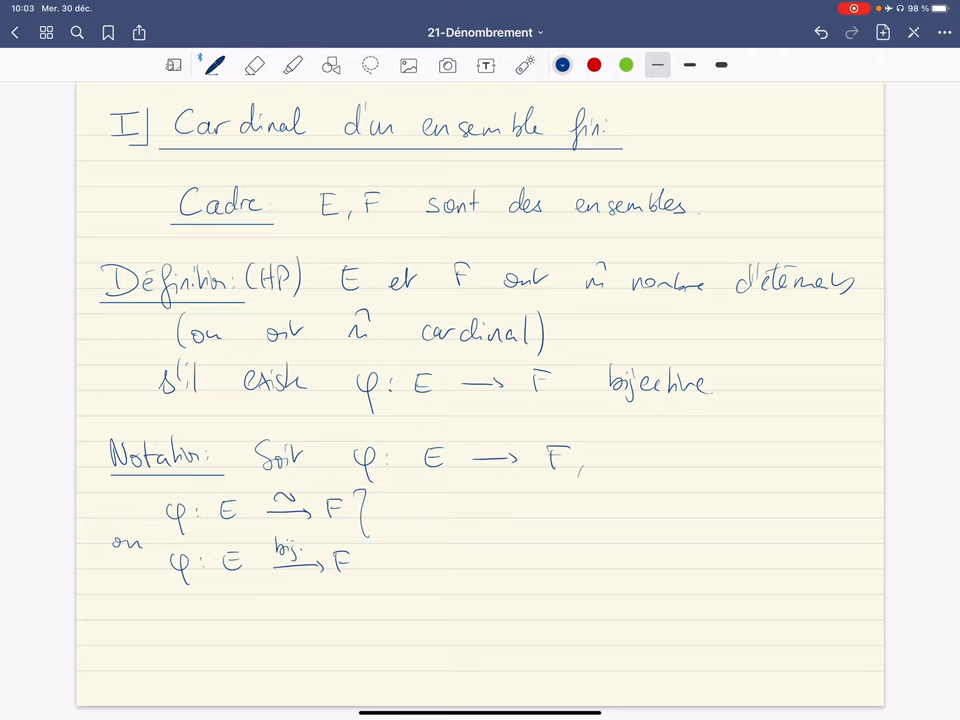 10:03 Mer. 30 déc.
98 %
21-Dénombrement
I] Cardinal d'un ensemble fini
Cadre: E, F sont des ensembles.
Définition: (HP) E et F ont m̂ nombre d'éléments
(ou ont m̂ cardinal)
s'il existe φ: E → F bijective.
Notation: Soit φ: E → F,
φ: E ~→ F }
ou
φ: E bij.→ F